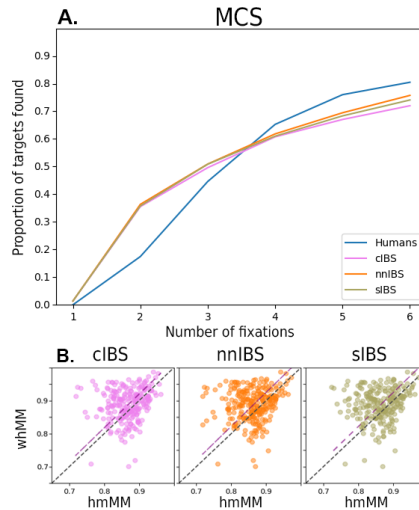 A.
MCS
Proportion of targets found
0.9
0.8
0.7
0.6
0.5
0.4
0.3
0.2
0.1
0.0
1 2 3 4 5 6
Number of fixations
Humans
cIBS
nnIBS
sIBS
B.
cIBS nnIBS sIBS
whMM
0.9
0.8
0.7
0.7 0.8 0.9 0.7 0.8 0.9 0.7 0.8 0.9
hmMM hmMM hmMM